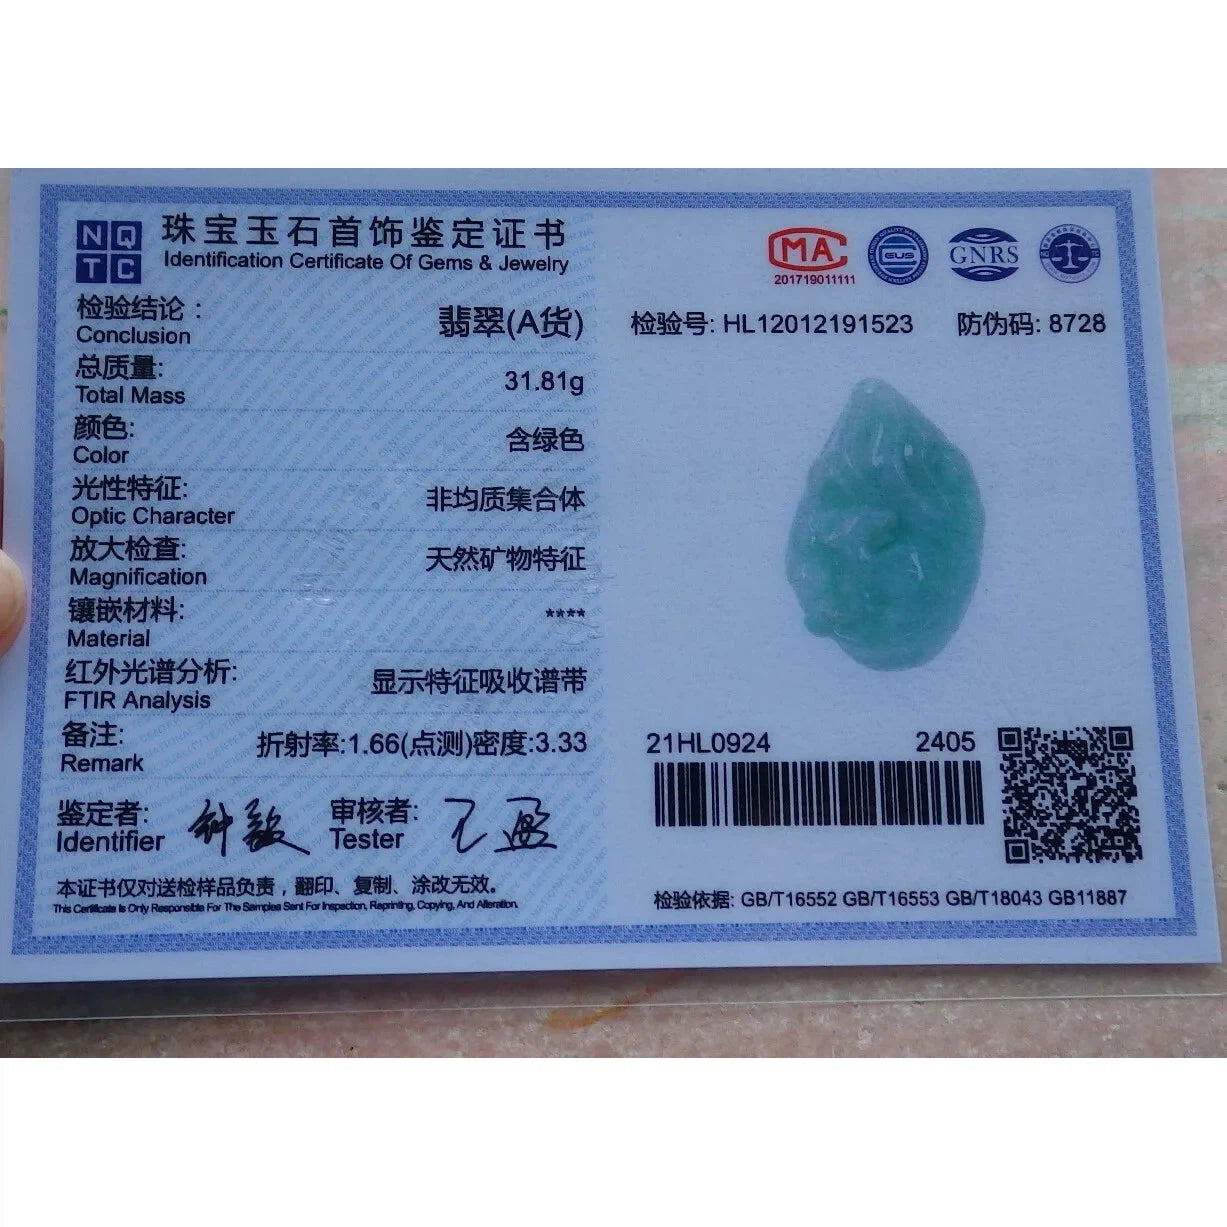 NQTC
珠宝玉石首饰鉴定证书
Identification Certificate Of Gems & Jewelry
检验结论：
Conclusion
翡翠(A货)
总质量:
Total Mass
31.81g
颜色:
Color
含绿色
光性特征:
Optic Character
非均质集合体
放大检查:
Magnification
天然矿物特征
镶嵌材料:
Material
****
红外光谱分析:
FTIR Analysis
显示特征吸收谱带
备注:
Remark
折射率:1.66(点测)密度:3.33
鉴定者:
Identifier
审核者:
Tester
本证书仅对送检样品负责，翻印、复制、涂改无效。
This Certificate Is Only Responsible For The Samples Sent For Inspection, Reprinting, Copying, And Alteration.
MA
201719011111
GNRS
检验号: HL12012191523 防伪码: 8728
21HL0924 2405
检验依据: GB/T16552 GB/T16553 GB/T18043 GB11887